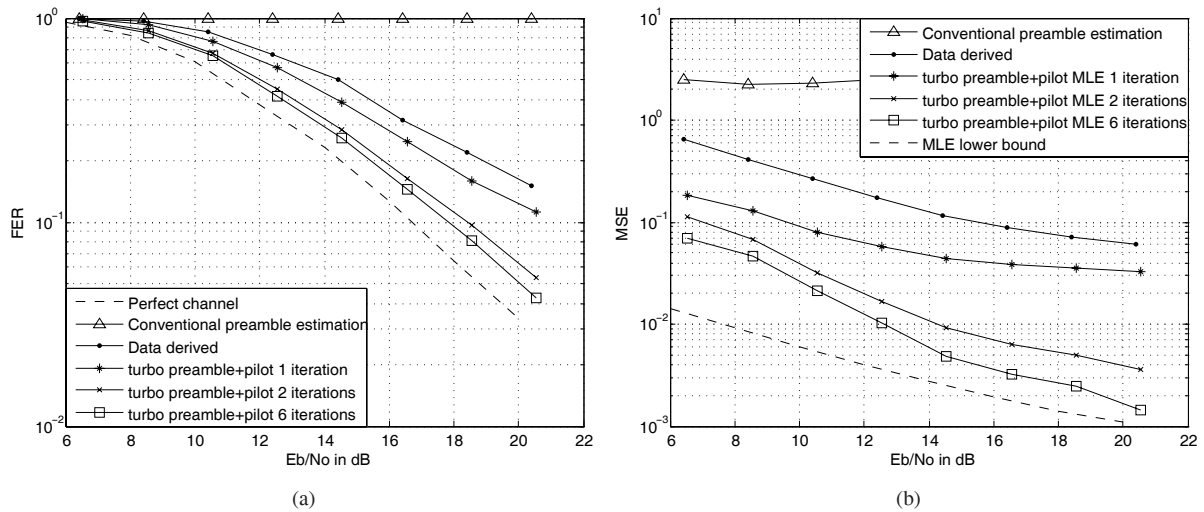 10^0
10^-1
10^-2
FER
6 8 10 12 14 16 18 20 22
Eb/No in dB
Perfect channel
Conventional preamble estimation
Data derived
turbo preamble+pilot 1 iteration
turbo preamble+pilot 2 iterations
turbo preamble+pilot 6 iterations
(a)
10^1
10^0
10^-1
10^-2
10^-3
MSE
6 8 10 12 14 16 18 20 22
Eb/No in dB
Conventional preamble estimation
Data derived
turbo preamble+pilot MLE 1 iteration
turbo preamble+pilot MLE 2 iterations
turbo preamble+pilot MLE 6 iterations
MLE lower bound
(b)